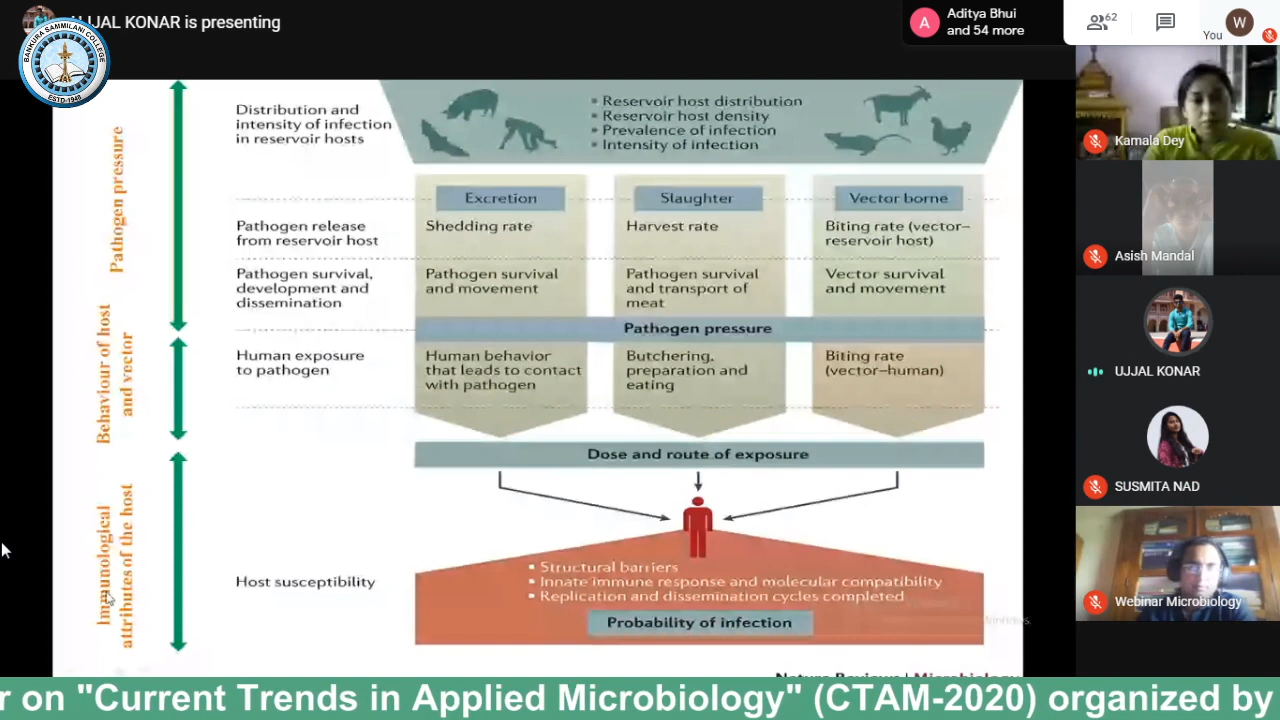 UJJAL KONAR is presenting
Aditya Bhui
and 54 more
62
You
W
A
BANKURA SAMMILANI COLLEGE
ESTD-1948
Pathogen pressure
Behaviour of host
and vector
Immunological
attributes of the host
Distribution and
intensity of infection
in reservoir hosts
• Reservoir host distribution
• Reservoir host density
• Prevalence of infection
• Intensity of infection
Excretion
Slaughter
Vector borne
Pathogen release
from reservoir host
Shedding rate
Harvest rate
Biting rate (vector–
reservoir host)
Pathogen survival,
development and
dissemination
Pathogen survival
and movement
Pathogen survival
and transport of
meat
Vector survival
and movement
Pathogen pressure
Human exposure
to pathogen
Human behavior
that leads to contact
with pathogen
Butchering,
preparation and
eating
Biting rate
(vector–human)
Dose and route of exposure
Host susceptibility
• Structural barriers
• Innate immune response and molecular compatibility
• Replication and dissemination cycles completed
Probability of infection
Nature Reviews | Microbiology
Kamala Dey
Asish Mandal
UJJAL KONAR
SUSMITA NAD
Webinar Microbiology
r on "Current Trends in Applied Microbiology" (CTAM-2020) organized by